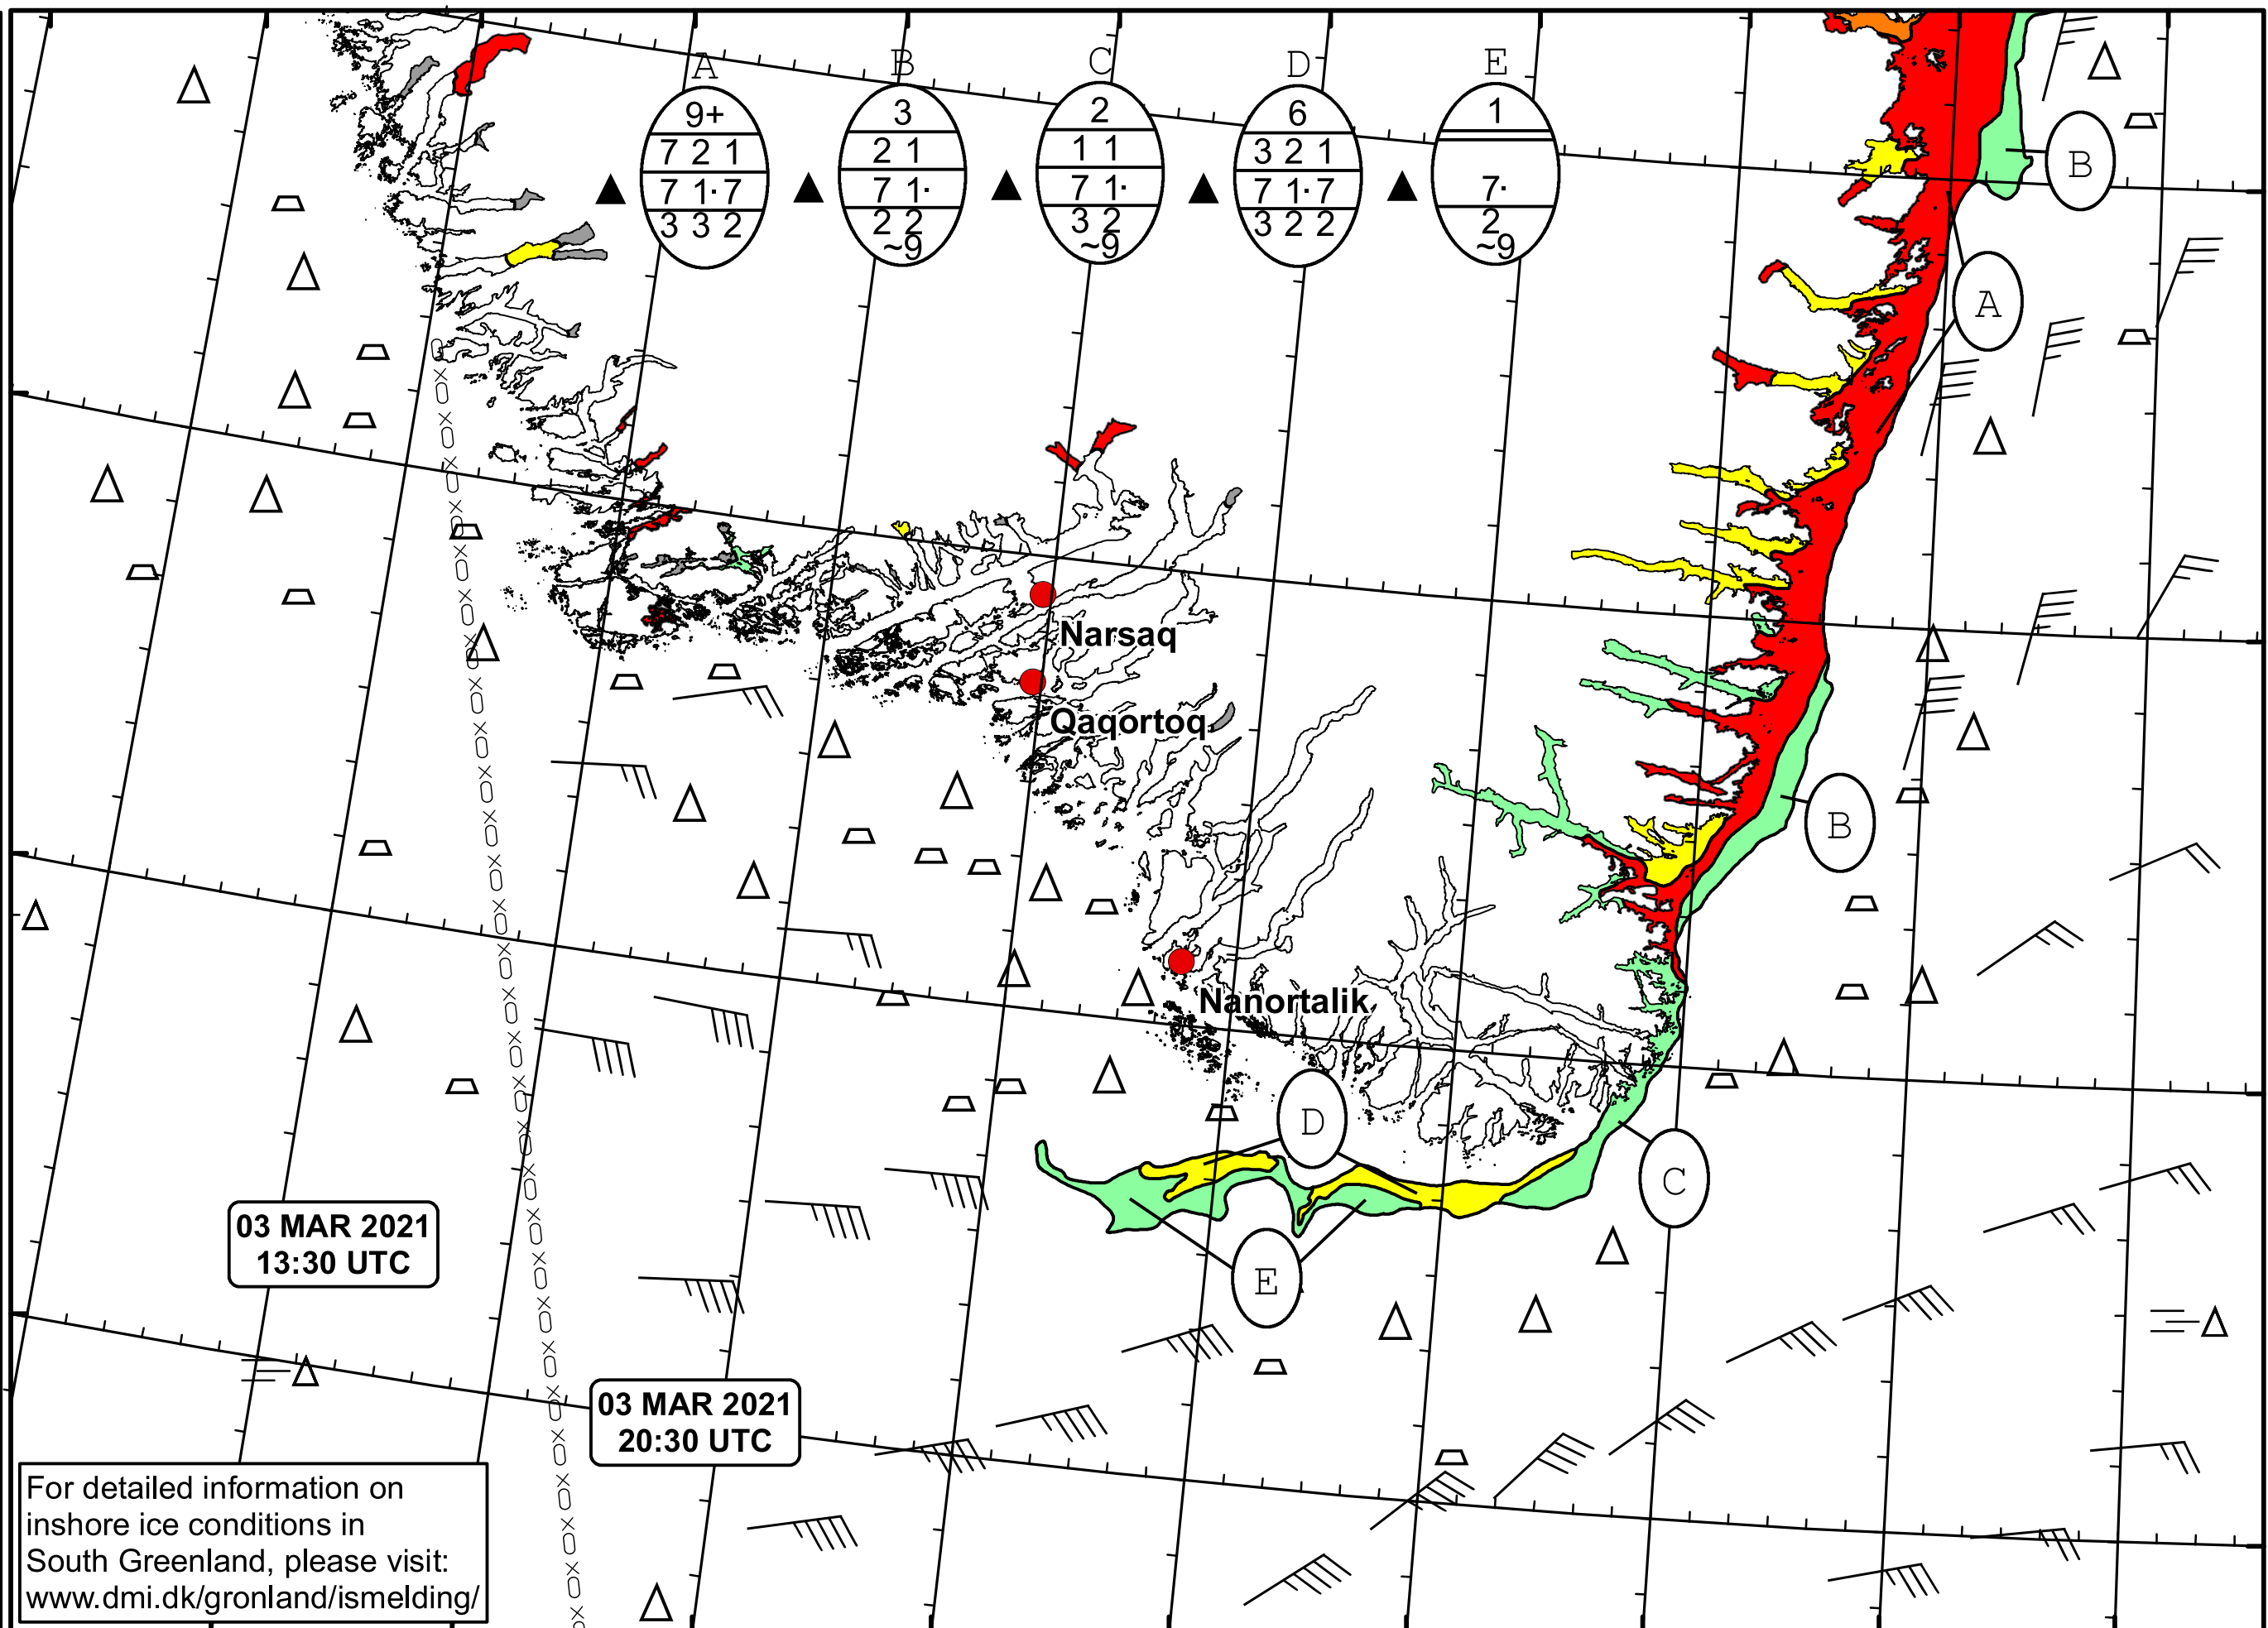 A B C D E
9+ 3 2 6 1
7 2 1 2 1 1 1 3 2 1
7 1·7 7 1· 7 1· 7 1·7 7·
3 3 2 2 2 3 2 3 2 2 2
~9 ~9 ~9
B
A
Narsaq
Qaqortoq
B
Nanortalik
D
C
E
03 MAR 2021
13:30 UTC
03 MAR 2021
20:30 UTC
For detailed information on
inshore ice conditions in
South Greenland, please visit:
www.dmi.dk/gronland/ismelding/